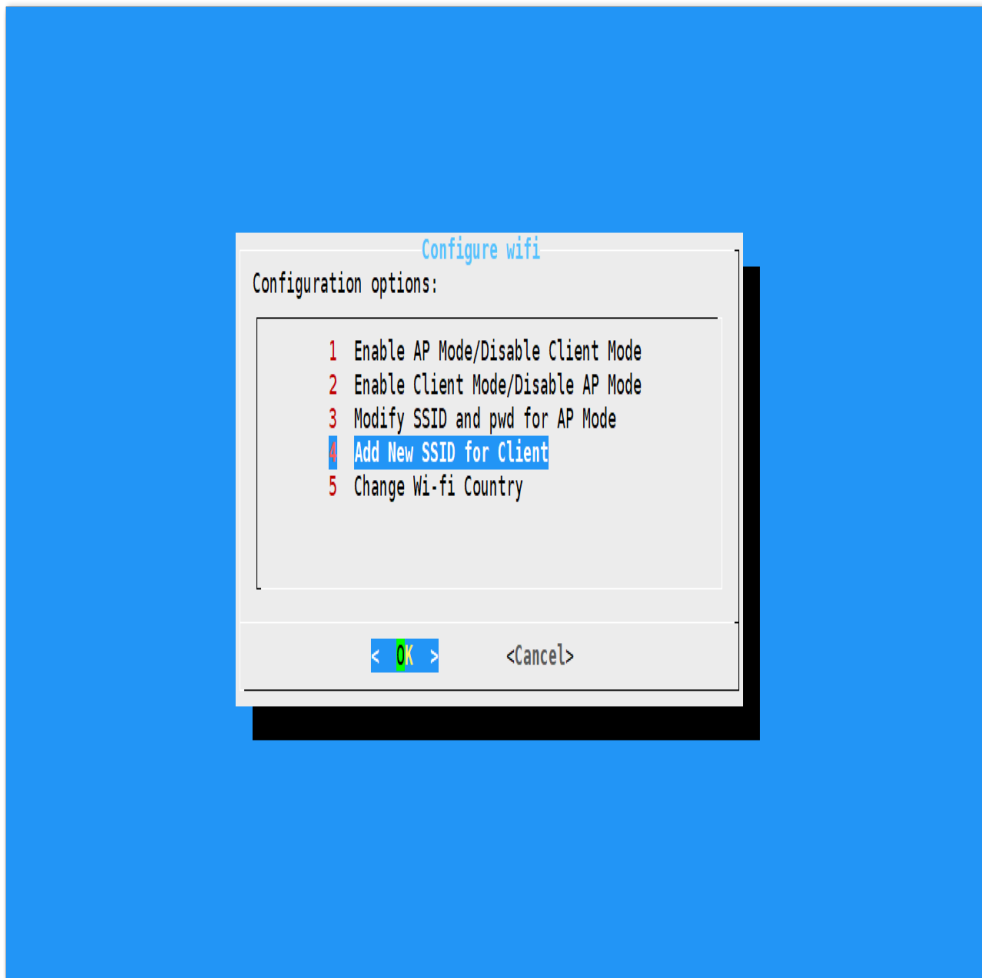 Configure wifi
Configuration options:
1 Enable AP Mode/Disable Client Mode
2 Enable Client Mode/Disable AP Mode
3 Modify SSID and pwd for AP Mode
4 Add New SSID for Client
5 Change Wi-fi Country
< OK > <Cancel>